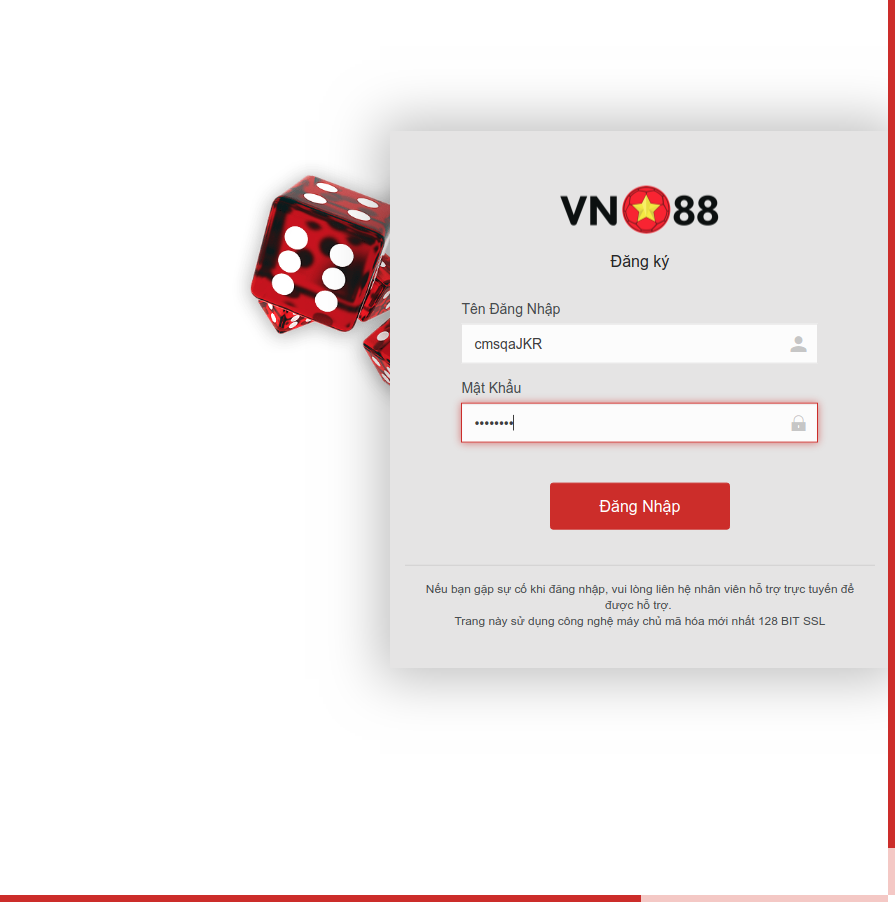 VN 88
Đăng ký
Tên Đăng Nhập
cmsqaJKR
Mật Khẩu
••••••••
Đăng Nhập
Nếu bạn gặp sự cố khi đăng nhập, vui lòng liên hệ nhân viên hỗ trợ trực tuyến để
được hỗ trợ.
Trang này sử dụng công nghệ máy chủ mã hóa mới nhất 128 BIT SSL